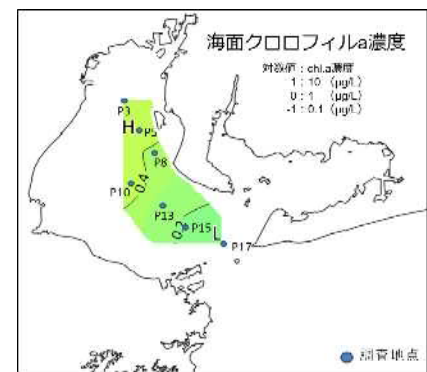 海面クロロフィルa濃度
対数値：chl.a濃度
1：10 （μg/L）
0：1 （μg/L）
-1：0.1 （μg/L）
P3
H
P5
P8
P10
0.4
P13
P15
L
P17
調査地点